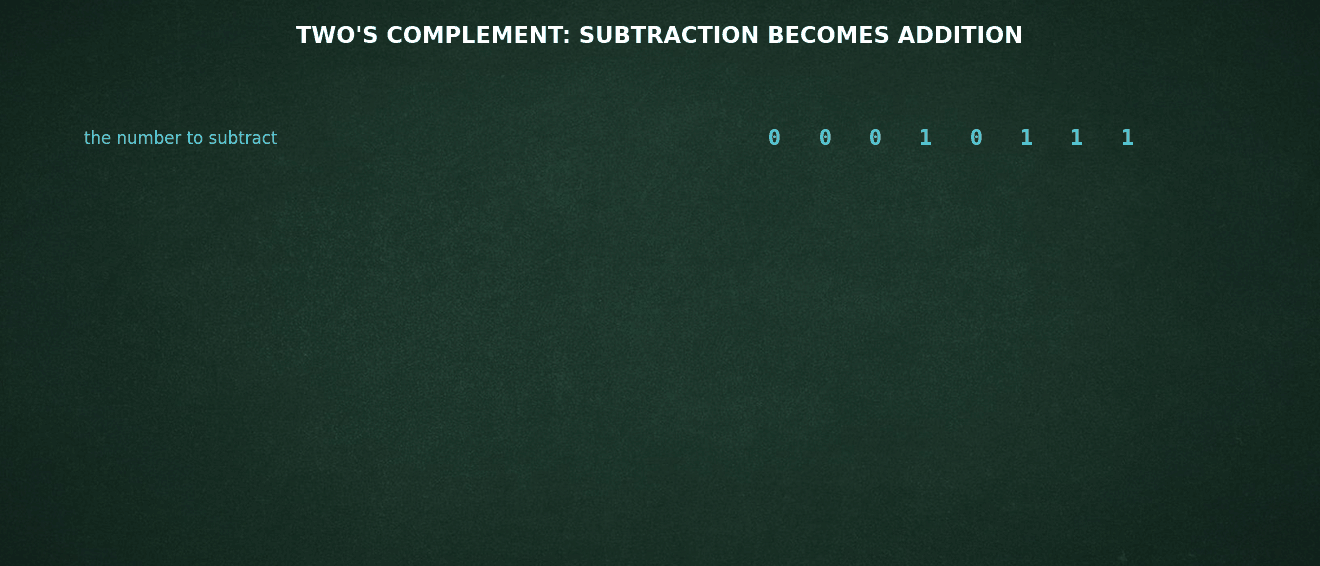 TWO'S COMPLEMENT: SUBTRACTION BECOMES ADDITION
the number to subtract 0 0 0 1 0 1 1 1